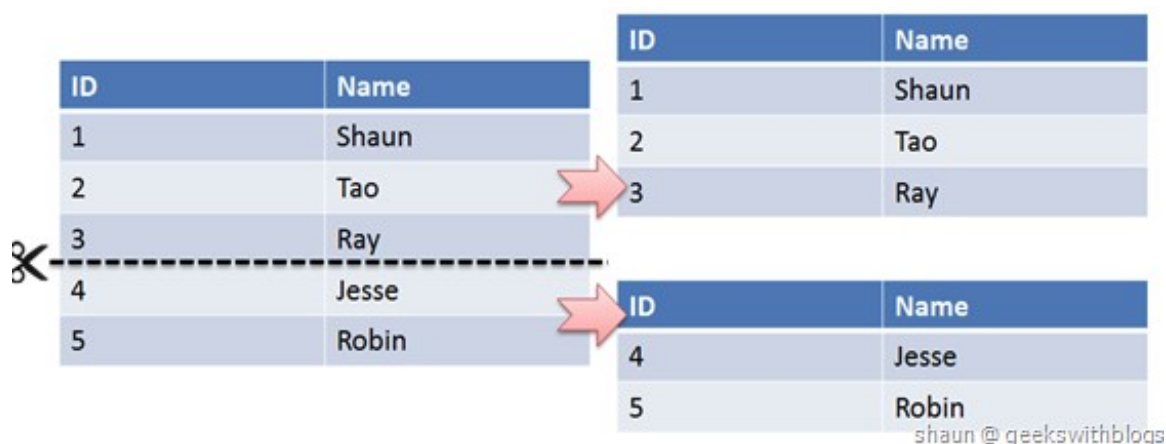 ID Name
1 Shaun
2 Tao
3 Ray
4 Jesse
5 Robin
ID Name
1 Shaun
2 Tao
3 Ray
ID Name
4 Jesse
5 Robin
shaun @ geekswithblogs